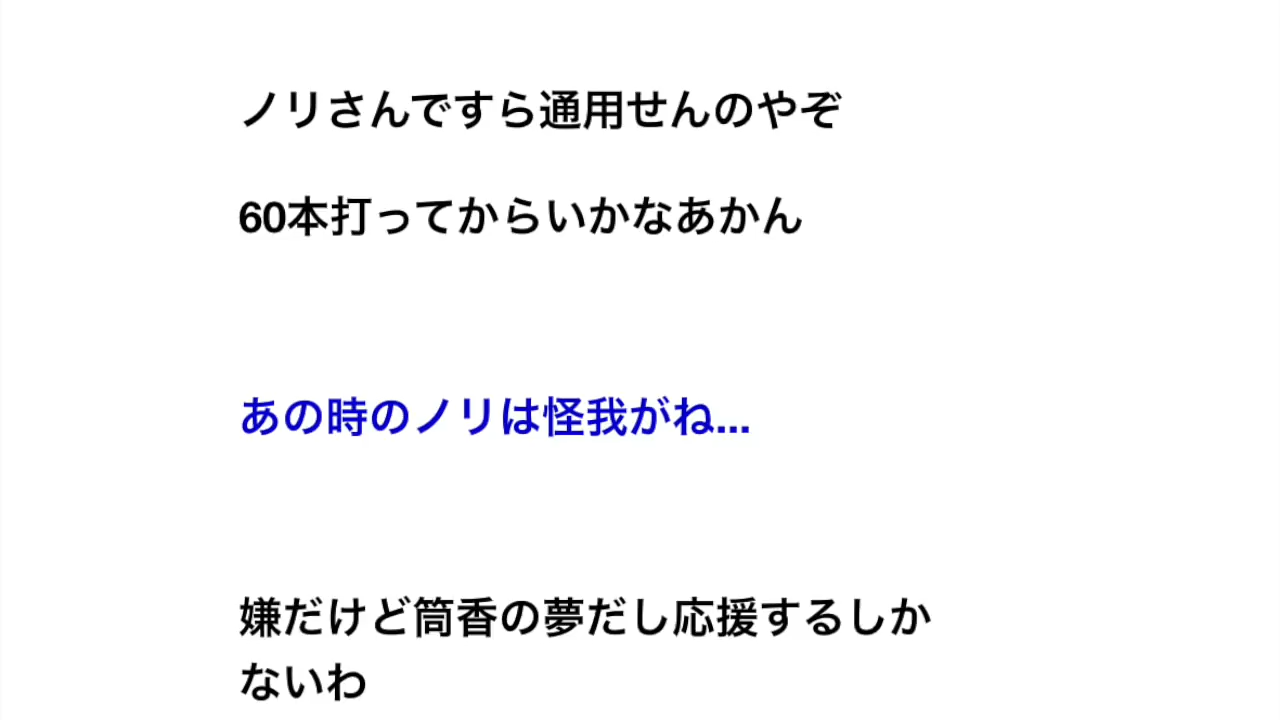 ノリさんですら通用せんのやぞ
60本打ってからいかなあかん
あの時のノリは怪我がね...
嫌だけど筒香の夢だし応援するしか
ないわ